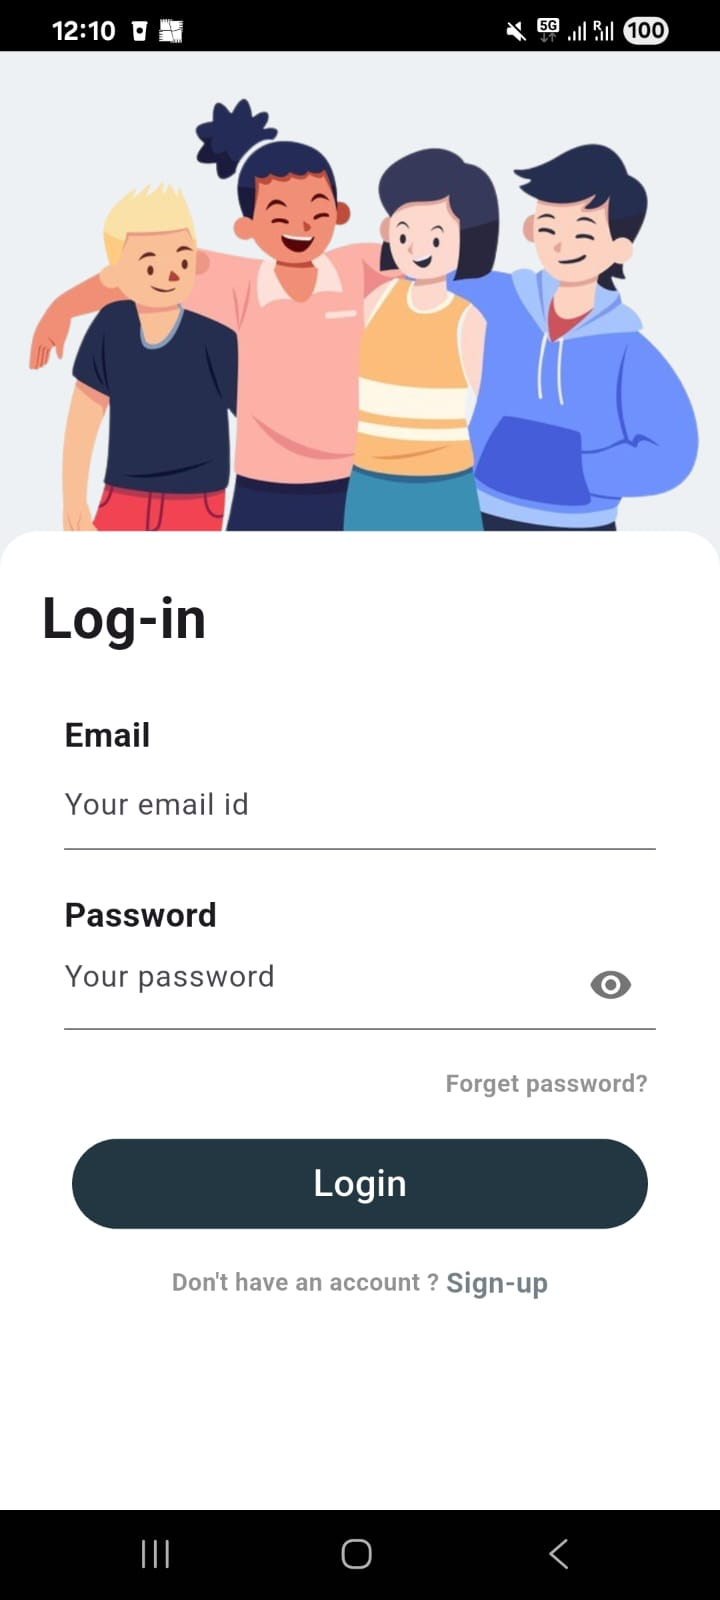 12:10 5G R 100
Log-in
Email
Your email id
Password
Your password
Forget password?
Login
Don't have an account ? Sign-up